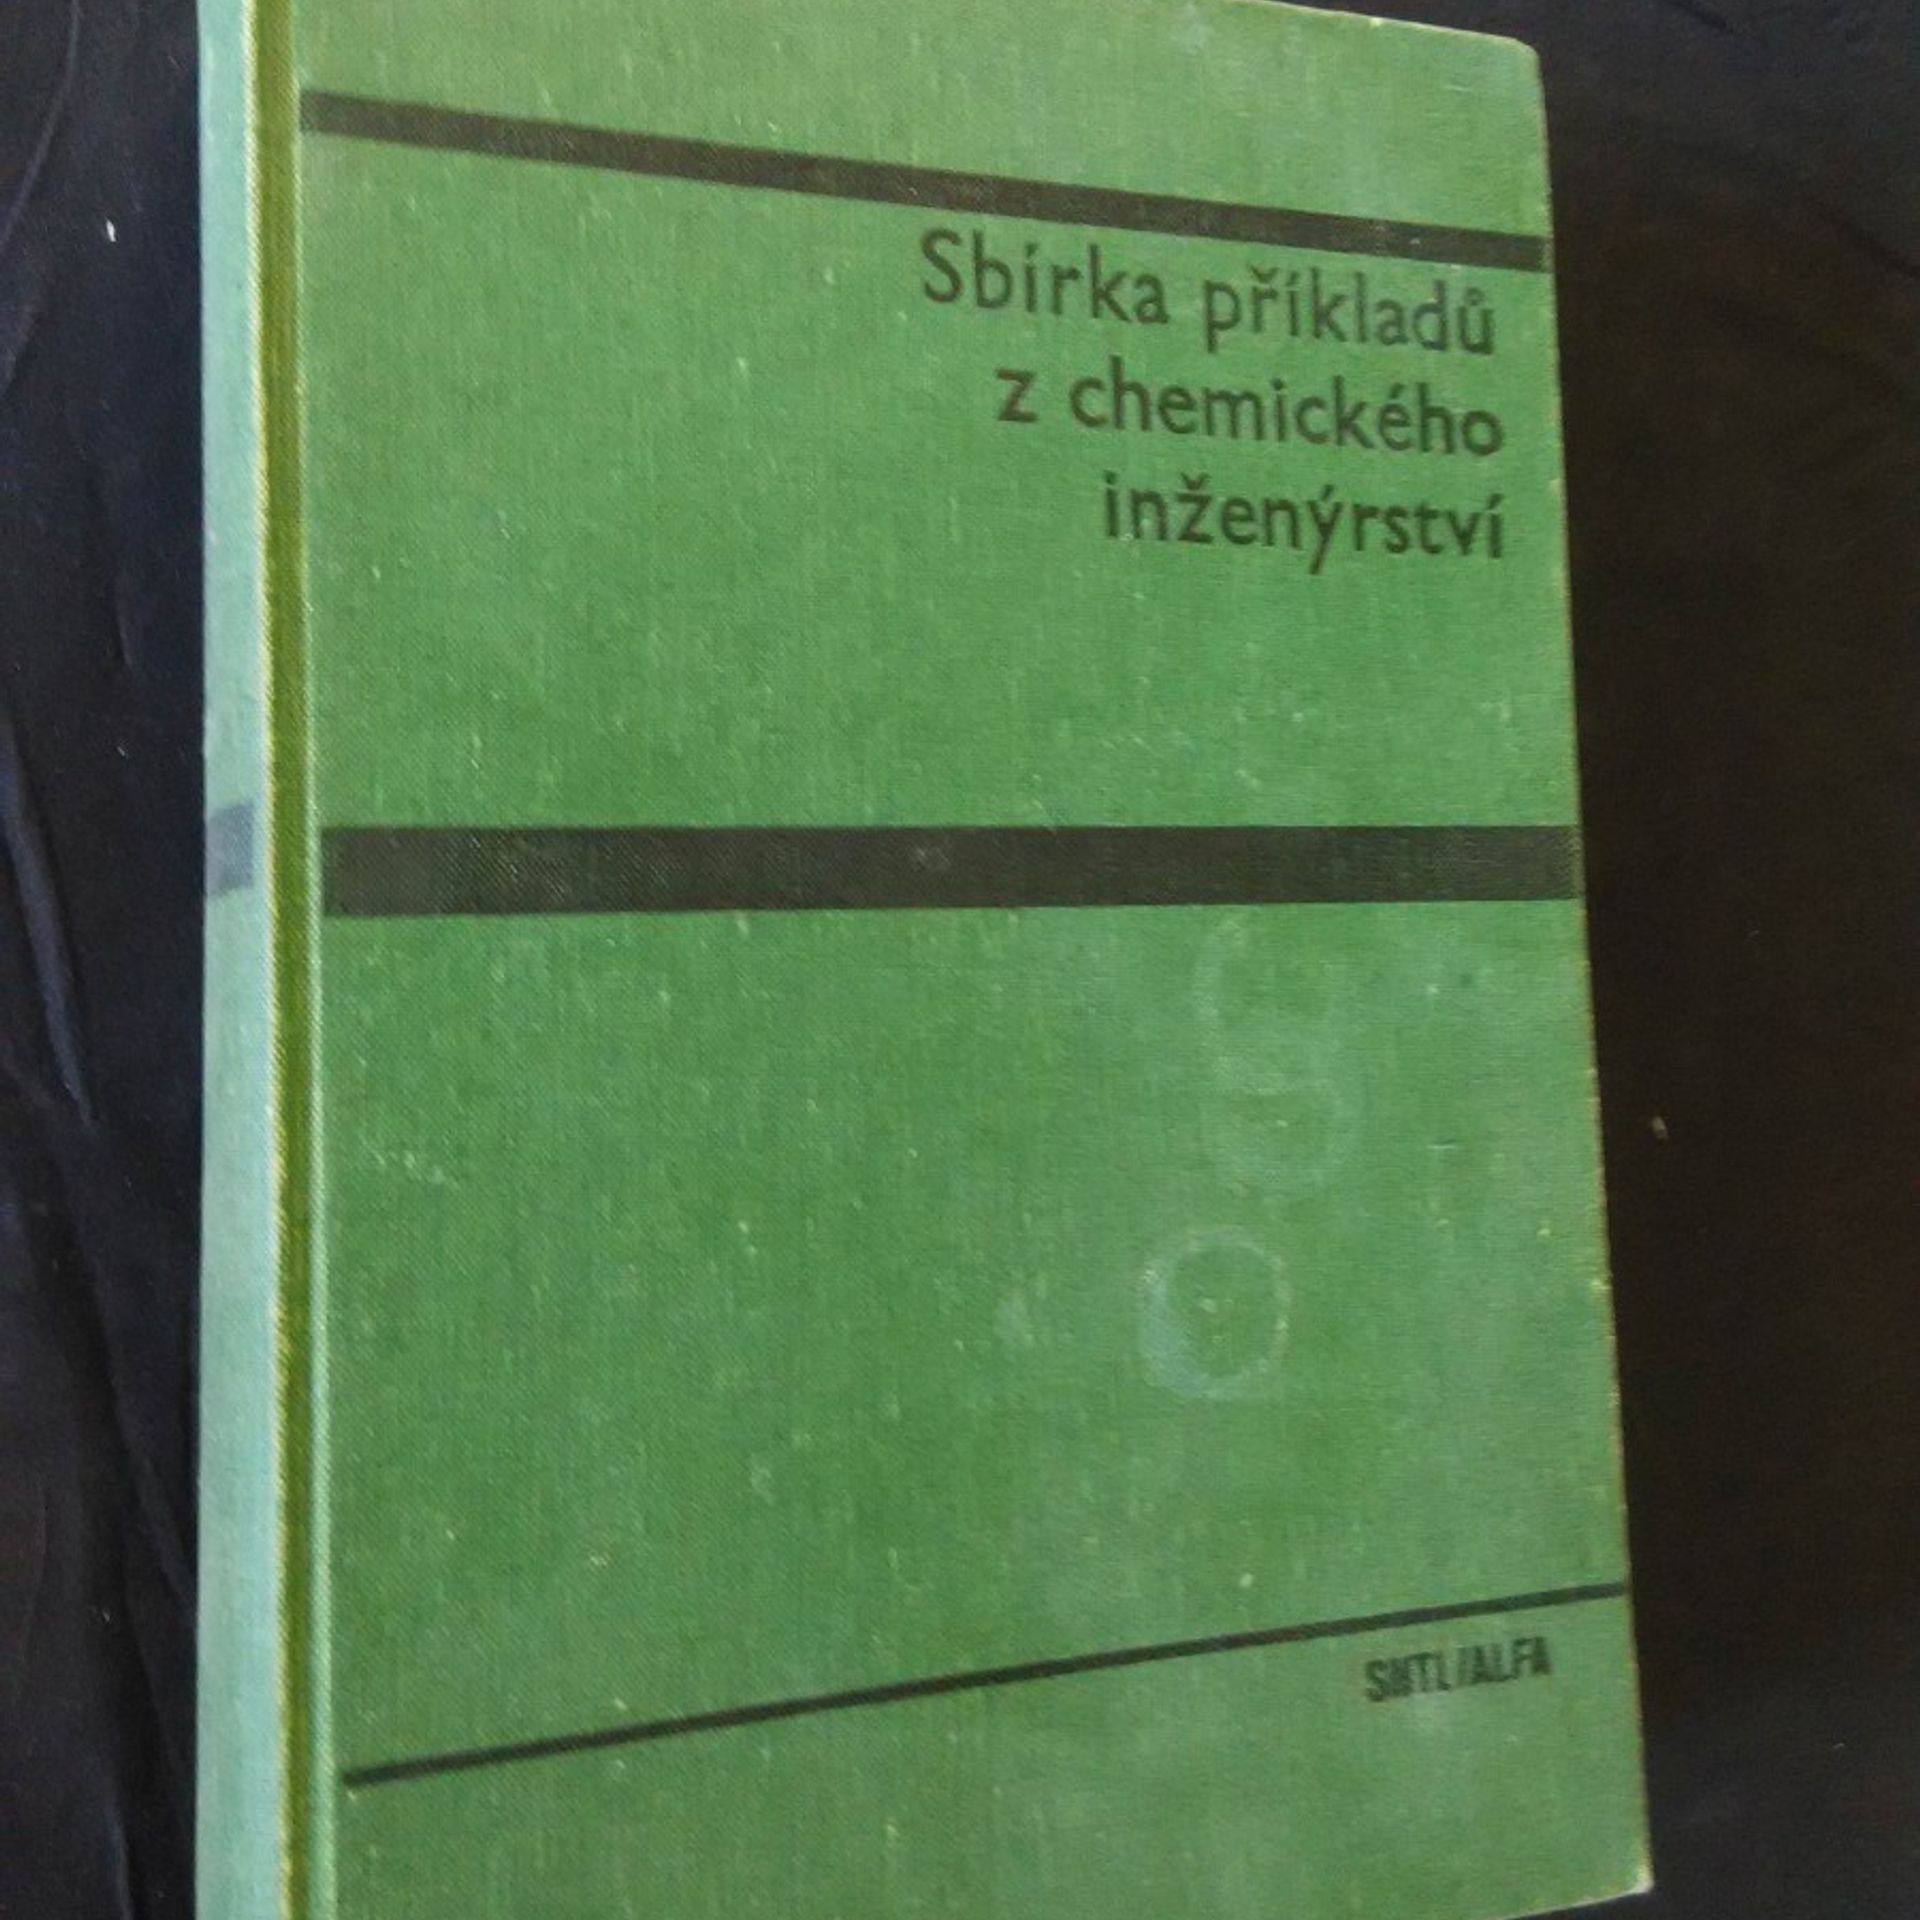 Sbírka příkladů
z chemického
inženýrství
SNTL/ALFA